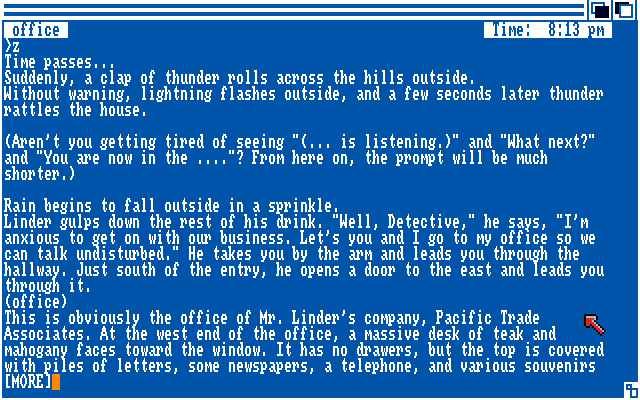 office Time: 8:13 pm
>z
Time passes...
Suddenly, a clap of thunder rolls across the hills outside.
Without warning, lightning flashes outside, and a few seconds later thunder
rattles the house.
(Aren't you getting tired of seeing "(... is listening.)" and "What next?"
and "You are now in the ...."? From here on, the prompt will be much
shorter.)
Rain begins to fall outside in a sprinkle.
Linder gulps down the rest of his drink. "Well, Detective," he says, "I'm
anxious to get on with our business. Let's you and I go to my office so we
can talk undisturbed." He takes you by the arm and leads you through the
hallway. Just south of the entry, he opens a door to the east and leads you
through it.
(office)
This is obviously the office of Mr. Linder's company, Pacific Trade
Associates. At the west end of the office, a massive desk of teak and
mahogany faces toward the window. It has no drawers, but the top is covered
with piles of letters, some newspapers, a telephone, and various souvenirs
[MORE]